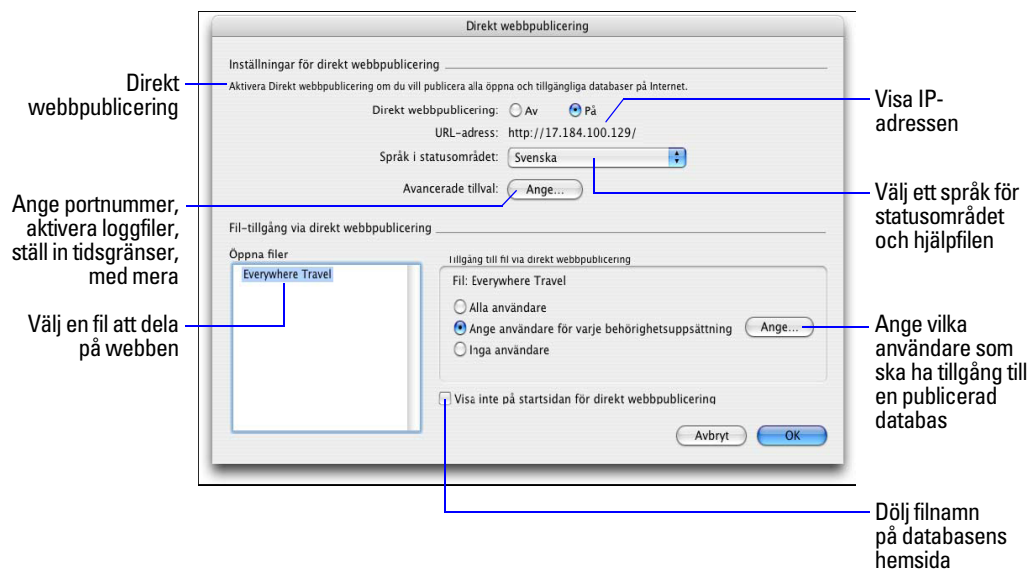 Direkt webbpublicering
Inställningar för direkt webbpublicering
Aktivera Direkt webbpublicering om du vill publicera alla öppna och tillgängliga databaser på Internet.
Direkt webbpublicering: Av På
URL-adress: http://17.184.100.129/
Språk i statusområdet: Svenska
Avancerade tillval: Ange...
Fil-tillgång via direkt webbpublicering
Öppna filer
Everywhere Travel
Tillgång till fil via direkt webbpublicering
Fil: Everywhere Travel
Alla användare
Ange användare för varje behörighetsuppsättning Ange...
Inga användare
Visa inte på startsidan för direkt webbpublicering
Avbryt OK
Direkt
webbpublicering
Ange portnummer,
aktivera loggfiler,
ställ in tidsgränser,
med mera
Välj en fil att dela
på webben
Visa IP-
adressen
Välj ett språk för
statusområdet
och hjälpfilen
Ange vilka
användare som
ska ha tillgång till
en publicerad
databas
Dölj filnamn
på databasens
hemsida